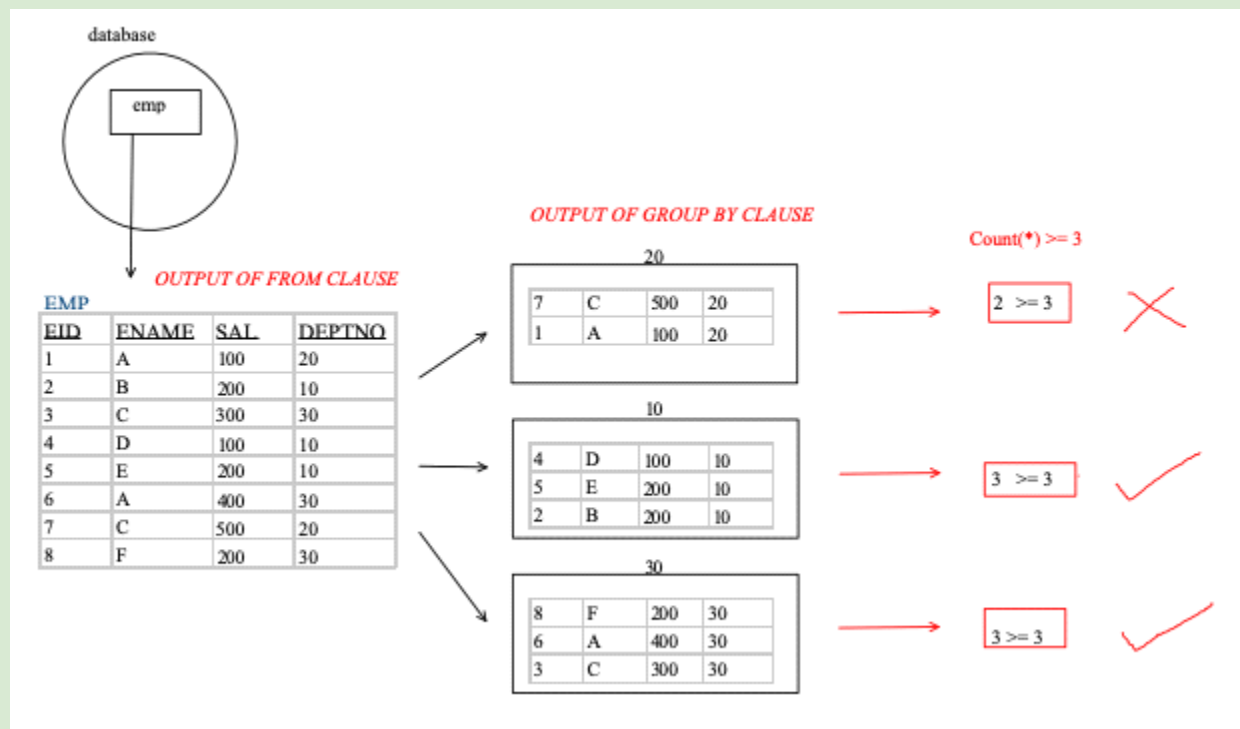 database
emp
OUTPUT OF FROM CLAUSE
EMP
EID ENAME SAL DEPTNO
1 A 100 20
2 B 200 10
3 C 300 30
4 D 100 10
5 E 200 10
6 A 400 30
7 C 500 20
8 F 200 30
OUTPUT OF GROUP BY CLAUSE
20
7 C 500 20
1 A 100 20
10
4 D 100 10
5 E 200 10
2 B 200 10
30
8 F 200 30
6 A 400 30
3 C 300 30
Count(*) >= 3
2 >= 3
3 >= 3
3 >= 3